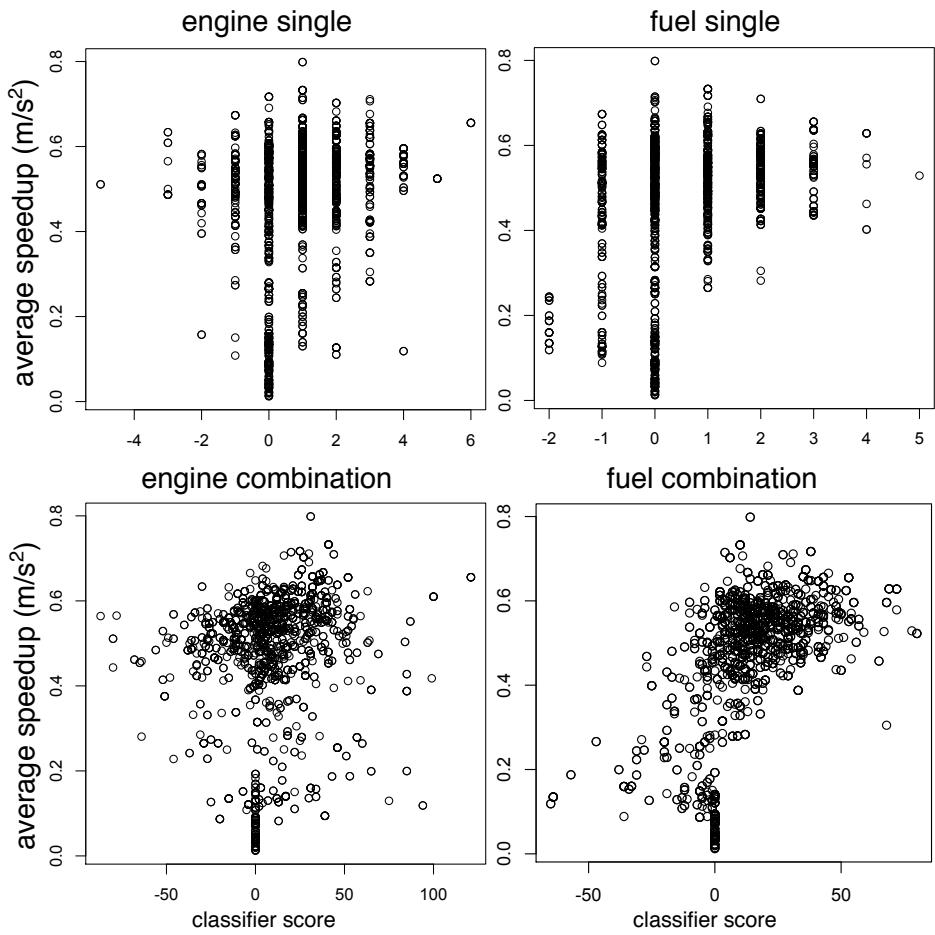 engine single
fuel single
average speedup (m/s²)
0.0 0.2 0.4 0.6 0.8
-4 -2 0 2 4 6
0.0 0.2 0.4 0.6 0.8
-2 -1 0 1 2 3 4 5
engine combination
fuel combination
average speedup (m/s²)
0.0 0.2 0.4 0.6 0.8
-50 0 50 100
classifier score
0.0 0.2 0.4 0.6 0.8
-50 0 50
classifier score